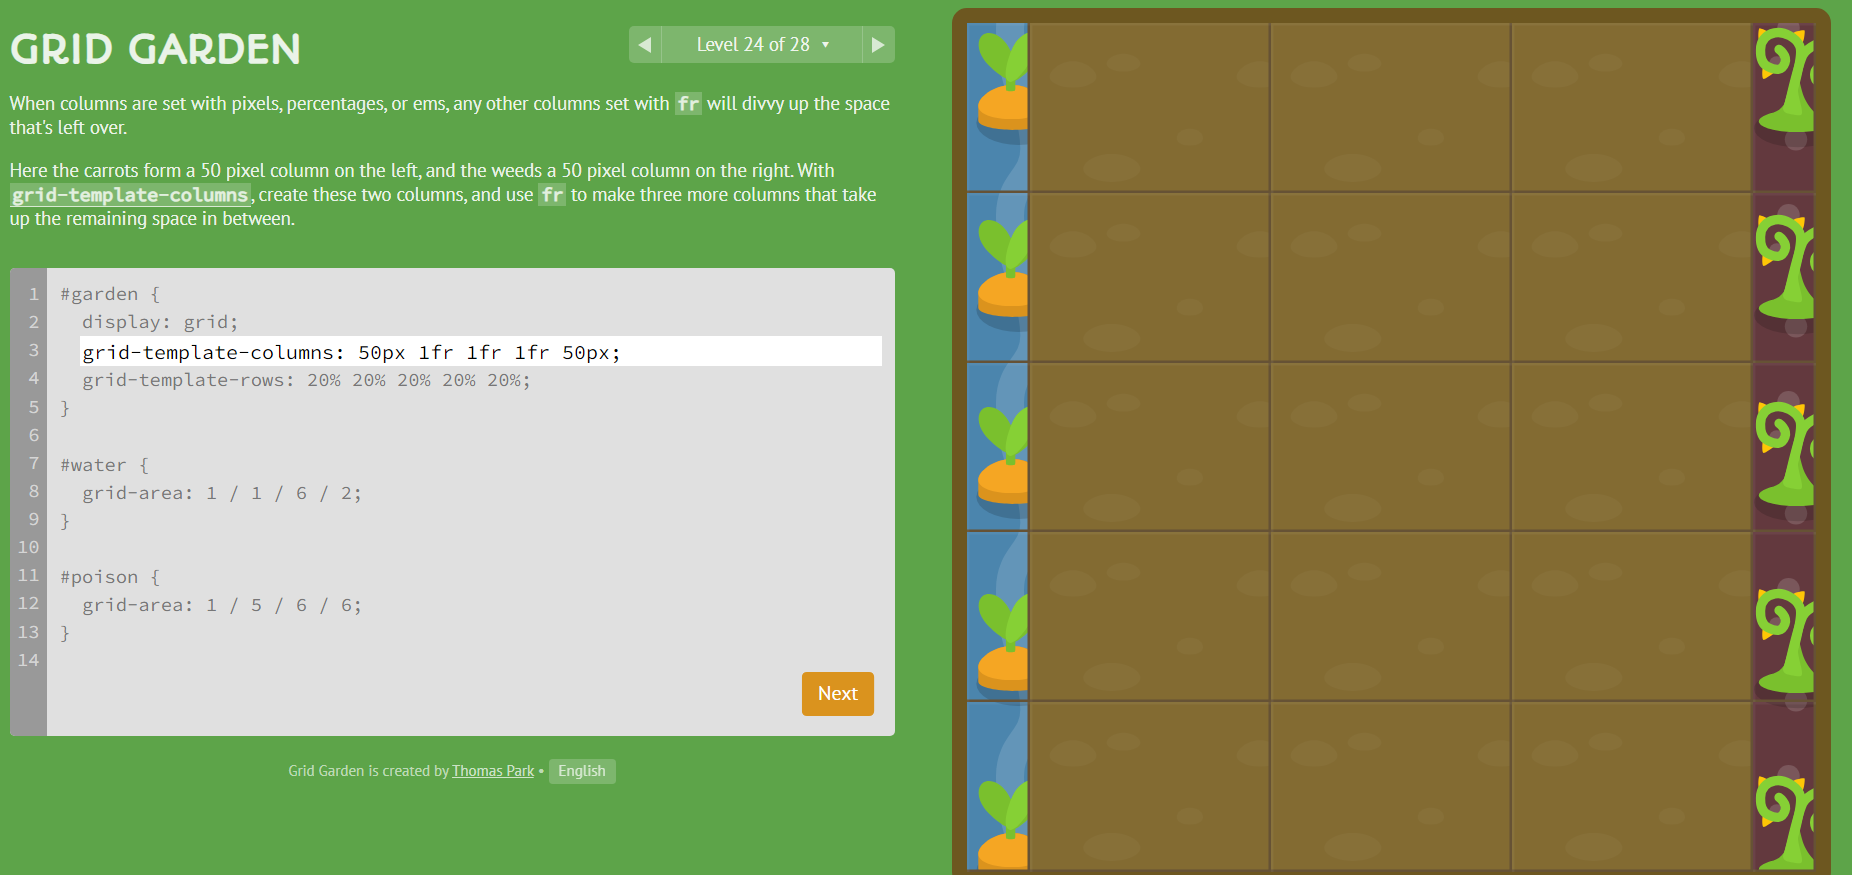 GRID GARDEN
◀ Level 24 of 28 ▼ ▶
When columns are set with pixels, percentages, or ems, any other columns set with fr will divvy up the space
that's left over.
Here the carrots form a 50 pixel column on the left, and the weeds a 50 pixel column on the right. With
grid-template-columns, create these two columns, and use fr to make three more columns that take
up the remaining space in between.
1 #garden {
2 display: grid;
3 grid-template-columns: 50px 1fr 1fr 1fr 50px;
4 grid-template-rows: 20% 20% 20% 20% 20%;
5 }
6
7 #water {
8 grid-area: 1 / 1 / 6 / 2;
9 }
10
11 #poison {
12 grid-area: 1 / 5 / 6 / 6;
13 }
14
Next
Grid Garden is created by Thomas Park • English